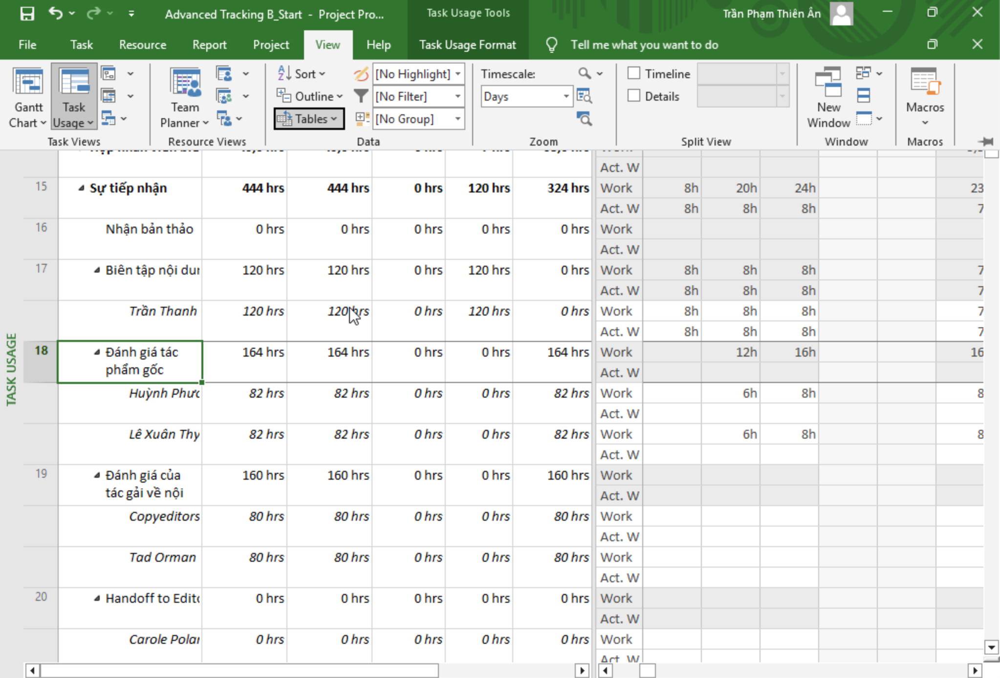 Advanced Tracking B_Start - Project Pro...
Task Usage Tools
Trần Phạm Thiên Ân
File Task Resource Report Project View Help Task Usage Format Tell me what you want to do
Gantt Chart
Task Usage
Task Views
Team Planner
Resource Views
Sort
Outline
Tables
[No Highlight]
[No Filter]
[No Group]
Data
Timescale:
Days
Zoom
Timeline
Details
Split View
New Window
Window
Macros
Macros
TASK USAGE
Act. W
15 Sự tiếp nhận 444 hrs 444 hrs 0 hrs 120 hrs 324 hrs Work 8h 20h 24h 23
Act. W 8h 8h 8h 7
16 Nhận bản thảo 0 hrs 0 hrs 0 hrs 0 hrs 0 hrs Work
Act. W
17 Biên tập nội dur 120 hrs 120 hrs 0 hrs 120 hrs 0 hrs Work 8h 8h 8h 7
Act. W 8h 8h 8h 7
Trần Thanh 120 hrs 120 hrs 0 hrs 120 hrs 0 hrs Work 8h 8h 8h 7
Act. W 8h 8h 8h 7
18 Đánh giá tác 164 hrs 164 hrs 0 hrs 0 hrs 164 hrs Work 12h 16h 16
phẩm gốc Act. W
Huỳnh Phươ 82 hrs 82 hrs 0 hrs 0 hrs 82 hrs Work 6h 8h 8
Act. W
Lê Xuân Thy 82 hrs 82 hrs 0 hrs 0 hrs 82 hrs Work 6h 8h 8
Act. W
19 Đánh giá của 160 hrs 160 hrs 0 hrs 0 hrs 160 hrs Work
tác gải về nội Act. W
Copyeditors 80 hrs 80 hrs 0 hrs 0 hrs 80 hrs Work
Act. W
Tad Orman 80 hrs 80 hrs 0 hrs 0 hrs 80 hrs Work
Act. W
20 Handoff to Edito 0 hrs 0 hrs 0 hrs 0 hrs 0 hrs Work
Act. W
Carole Polar 0 hrs 0 hrs 0 hrs 0 hrs 0 hrs Work
Act. W